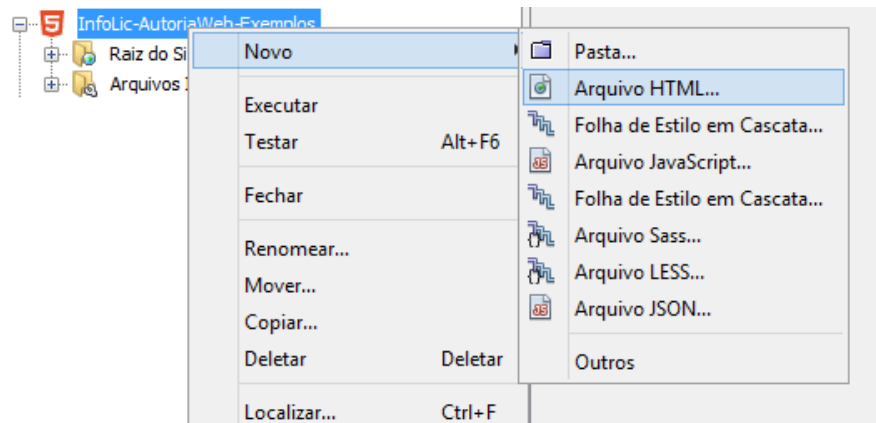 InfoLic-AutoriaWeb-Exemplos
Raiz do Si
Arquivos
Novo
Executar
Testar Alt+F6
Fechar
Renomear...
Mover...
Copiar...
Deletar Deletar
Localizar... Ctrl+F
Pasta...
Arquivo HTML...
Folha de Estilo em Cascata...
Arquivo JavaScript...
Folha de Estilo em Cascata...
Arquivo Sass...
Arquivo LESS...
Arquivo JSON...
Outros